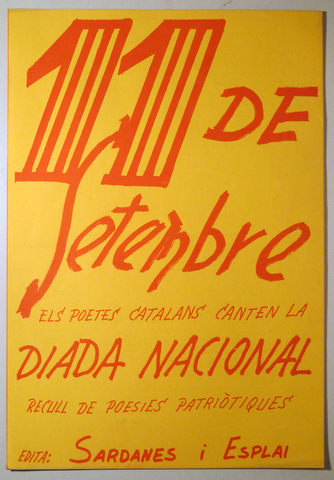 11 DE
Setembre
ELS POETES CATALANS CANTEN LA
DIADA NACIONAL
RECULL DE POESIES PATRIÒTIQUES
EDITA: SARDANES i ESPLAI